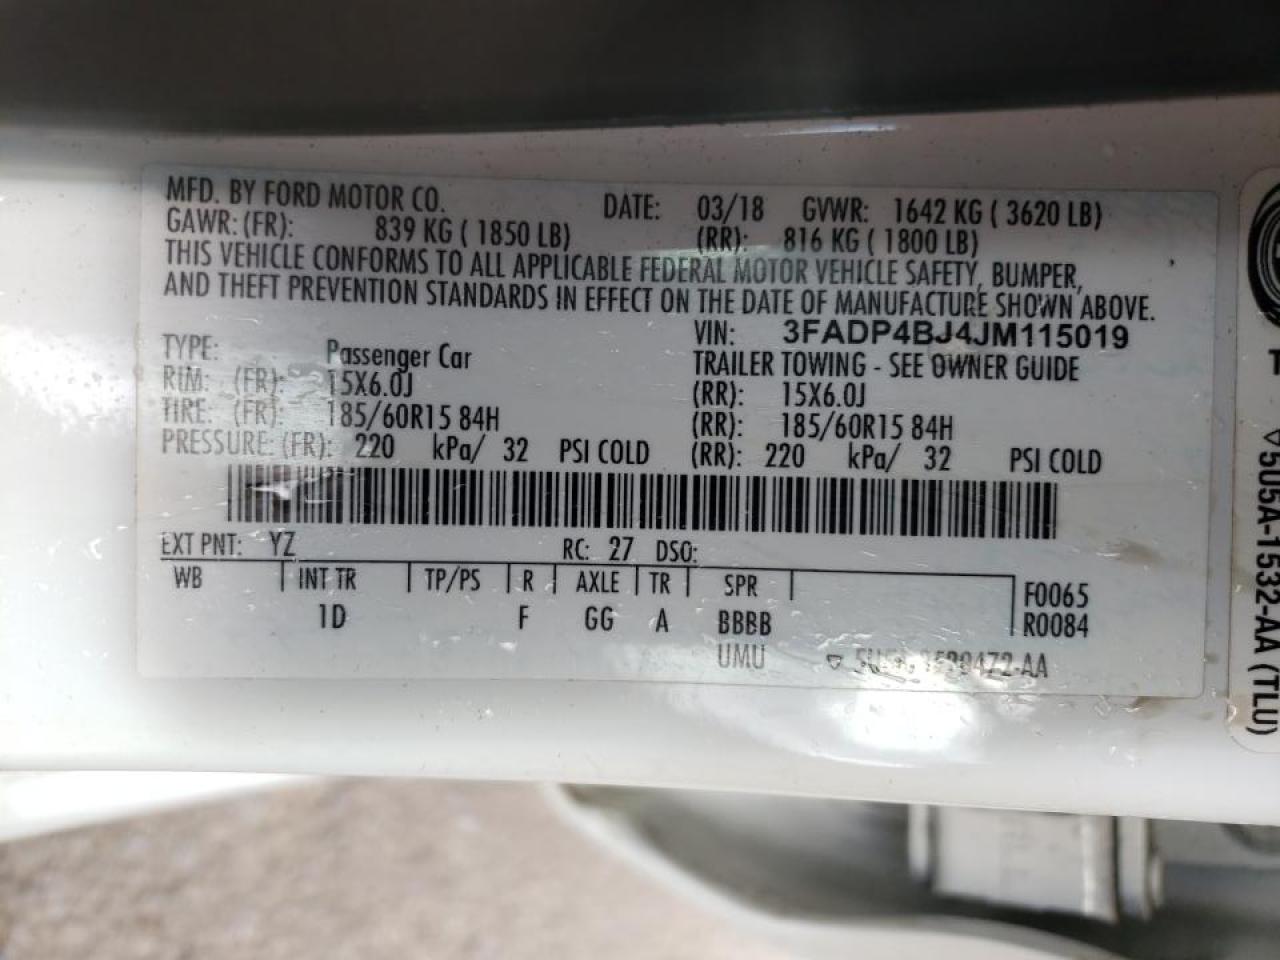 MFD. BY FORD MOTOR CO. DATE: 03/18 GVWR: 1642 KG ( 3620 LB)
GAWR: (FR): 839 KG ( 1850 LB) (RR): 816 KG ( 1800 LB)
THIS VEHICLE CONFORMS TO ALL APPLICABLE FEDERAL MOTOR VEHICLE SAFETY, BUMPER,
AND THEFT PREVENTION STANDARDS IN EFFECT ON THE DATE OF MANUFACTURE SHOWN ABOVE.
VIN: 3FADP4BJ4JM115019
TYPE: Passenger Car TRAILER TOWING - SEE OWNER GUIDE
RIM: (FR): 15X6.0J (RR): 15X6.0J
TIRE: (FR): 185/60R15 84H (RR): 185/60R15 84H
PRESSURE: (FR): 220 kPa/ 32 PSI COLD (RR): 220 kPa/ 32 PSI COLD
EXT PNT: YZ RC: 27 DSO:
WB INT TR TP/PS R AXLE TR SPR F0065
1D F GG A BBBB R0084
UMU
▽ 5U5A-1532-AA (TLU)
T